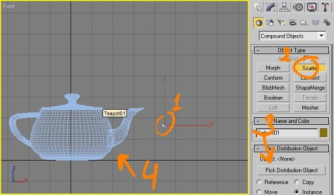 Front
Compound Objects
Object Type
Morph Scatter
Conform Connect
BlobMesh ShapeMerge
Boolean Terrain
Loft Mesher
Name and Color
Pick Distribution Object
Object: <None>
Pick Distribution Object
Reference Copy
Move Instance
Teapot01
1
2
3
4